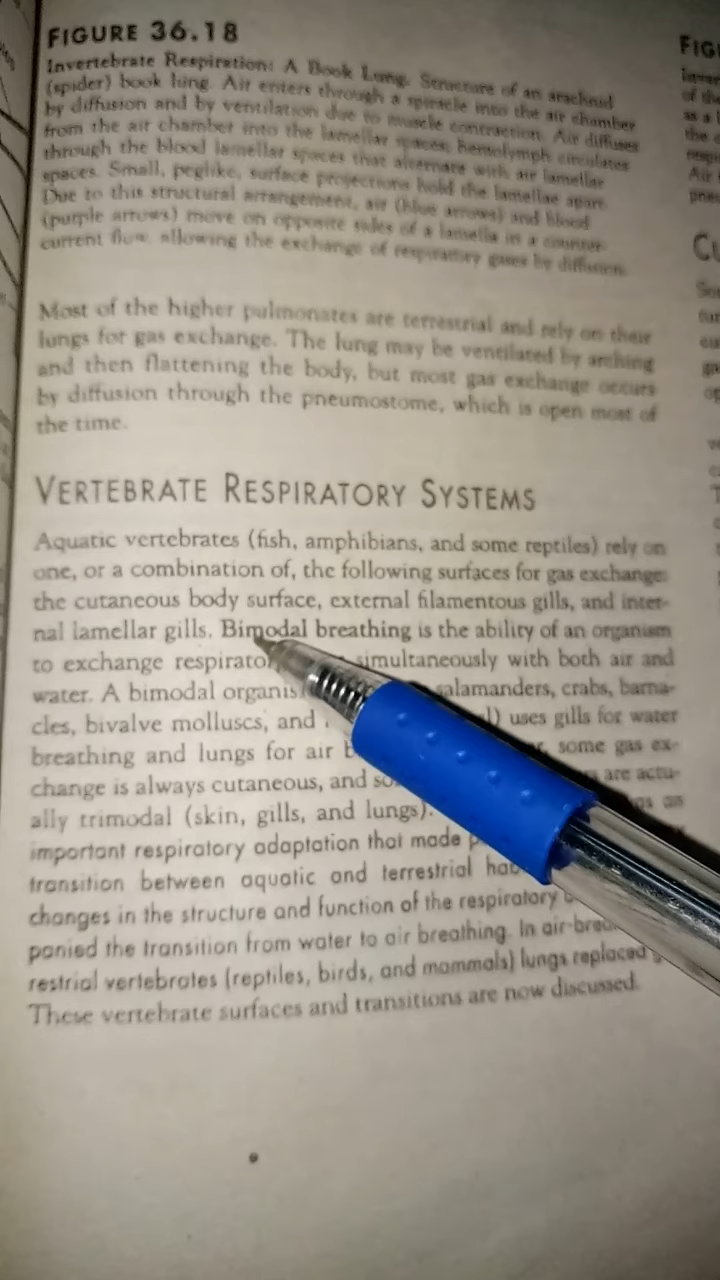 FIGURE 36.18
Invertebrate Respiration: A Book Lung. Structure of an arachnid
(spider) book lung. Air enters through a spiracle into the air chamber
by diffusion and by ventilation due to muscle contraction. Air diffuses
from the air chamber into the lamellar spaces; hemolymph circulates
through the blood lamellar spaces that alternate with air lamellar
spaces. Small, peglike, surface projections hold the lamellae apart.
Due to this structural arrangement, air (blue arrows) and blood
(purple arrows) move on opposite sides of a lamella in a counter-
current flow, allowing the exchange of respiratory gases by diffusion.
Most of the higher pulmonates are terrestrial and rely on their
lungs for gas exchange. The lung may be ventilated by arching
and then flattening the body, but most gas exchange occurs
by diffusion through the pneumostome, which is open most of
the time.
VERTEBRATE RESPIRATORY SYSTEMS
Aquatic vertebrates (fish, amphibians, and some reptiles) rely on
one, or a combination of, the following surfaces for gas exchange:
the cutaneous body surface, external filamentous gills, and inter-
nal lamellar gills. Bimodal breathing is the ability of an organism
to exchange simultaneously with both air and
water. A bimodal salamanders, crabs, barna-
cles, bivalve molluscs, and uses gills for water
breathing and lungs for air some gas ex-
change is always cutaneous, and are actu-
ally trimodal (skin, gills, and lungs). an
important respiratory adaptation that made
transition between aquatic and terrestrial
changes in the structure and function of the respiratory
panied the transition from water to air breathing. In
restrial vertebrates (reptiles, birds, and mammals) lungs replaced
These vertebrate surfaces and transitions are now discussed.